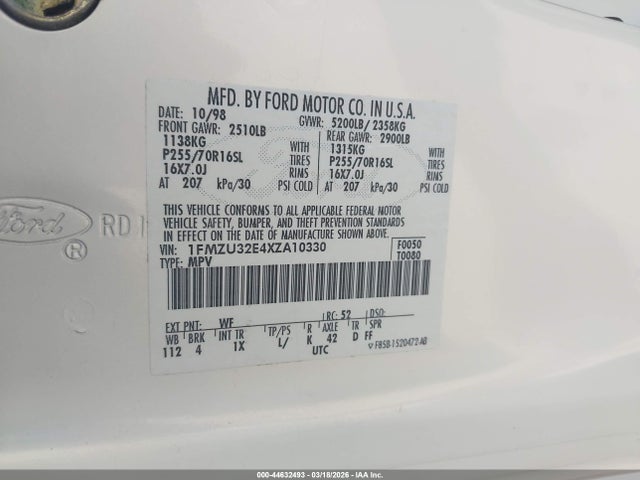 MFD. BY FORD MOTOR CO. IN U.S.A.
DATE: 10/98 GVWR: 5200LB/ 2358KG
FRONT GAWR: 2510LB REAR GAWR: 2900LB
1138KG WITH 1315KG WITH
P255/70R16SL TIRES P255/70R16SL TIRES
16X7.0J RIMS 16X7.0J RIMS
AT 207 kPa/30 PSI COLD AT 207 kPa/30 PSI COLD
THIS VEHICLE CONFORMS TO ALL APPLICABLE FEDERAL MOTOR
VEHICLE SAFETY, BUMPER, AND THEFT PREVENTION STANDARDS
IN EFFECT ON THE DATE OF MANUFACTURE SHOWN ABOVE.
VIN: 1FMZU32E4XZA10330 F0050
TYPE: MPV T0080
EXT PNT: WF RC: 52 DSO:
WB BRK INT TR TP/PS R AXLE TR SPR
112 4 1X L/ K 42 D FF
UTC F85B-1520472-AB
Ford RD
®
000-44632493 — 03/18/2026 — IAA Inc.